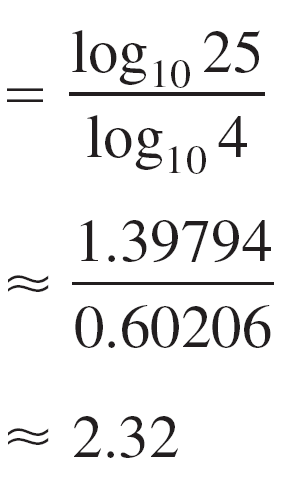 = log₁₀ 25
log₁₀ 4
≈ 1.39794
0.60206
≈ 2.32